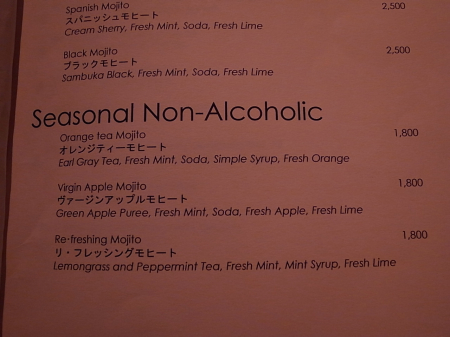 Spanish Mojito 2,500
スパニッシュモヒート
Cream Sherry, Fresh Mint, Soda, Fresh Lime
Black Mojito 2,500
ブラックモヒート
Sambuka Black, Fresh Mint, Soda, Fresh Lime
Seasonal Non-Alcoholic
Orange tea Mojito 1,800
オレンジティーモヒート
Earl Gray Tea, Fresh Mint, Soda, Simple Syrup, Fresh Orange
Virgin Apple Mojito 1,800
ヴァージンアップルモヒート
Green Apple Puree, Fresh Mint, Soda, Fresh Apple, Fresh Lime
Re-freshing Mojito 1,800
リ・フレッシングモヒート
Lemongrass and Peppermint Tea, Fresh Mint, Mint Syrup, Fresh Lime